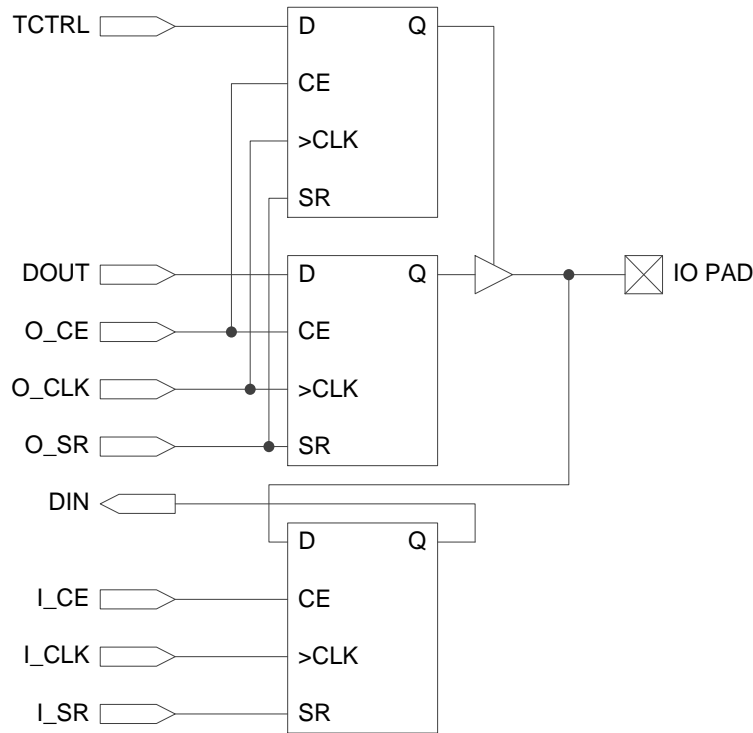 TCTRL
D Q
CE
>CLK
SR
DOUT
D Q
IO PAD
O_CE
CE
O_CLK
>CLK
O_SR
SR
DIN
D Q
I_CE
CE
I_CLK
>CLK
I_SR
SR